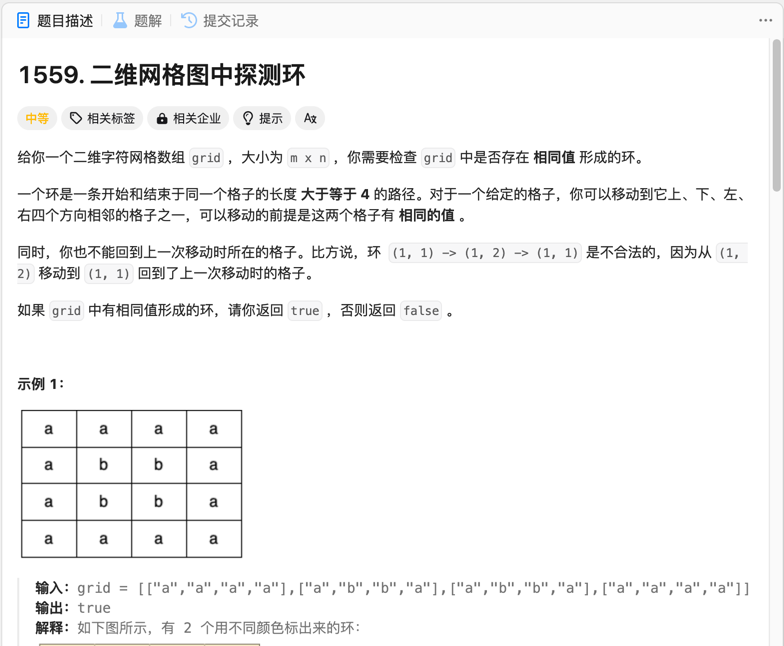 题目描述 题解 提交记录
1559. 二维网格图中探测环
中等 相关标签 相关企业 提示
给你一个二维字符网格数组 grid ，大小为 m x n ，你需要检查 grid 中是否存在 相同值 形成的环。
一个环是一条开始和结束于同一个格子的长度 大于等于 4 的路径。对于一个给定的格子，你可以移动到它上、下、左、
右四个方向相邻的格子之一，可以移动的前提是这两个格子有 相同的值 。
同时，你也不能回到上一次移动时所在的格子。比方说，环 (1, 1) -> (1, 2) -> (1, 1) 是不合法的，因为从 (1,
2) 移动到 (1, 1) 回到了上一次移动时的格子。
如果 grid 中有相同值形成的环，请你返回 true ，否则返回 false 。
示例 1：
a a a a
a b b a
a b b a
a a a a
输入：grid = [["a","a","a","a"],["a","b","b","a"],["a","b","b","a"],["a","a","a","a"]]
输出：true
解释：如下图所示，有 2 个用不同颜色标出来的环：